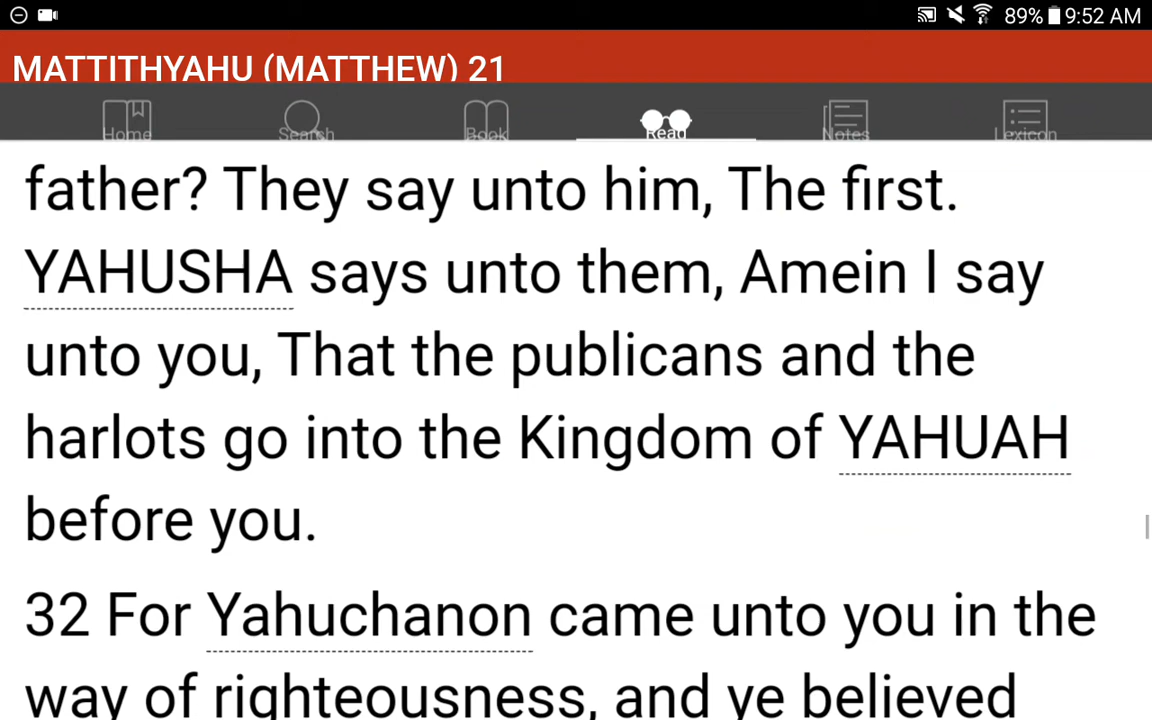 89% 9:52 AM
MATTITHYAHU (MATTHEW) 21
Home Search Book Read Notes Lexicon
father? They say unto him, The first.
YAHUSHA says unto them, Amein I say
unto you, That the publicans and the
harlots go into the Kingdom of YAHUAH
before you.
32 For Yahuchanon came unto you in the
way of righteousness, and ye believed